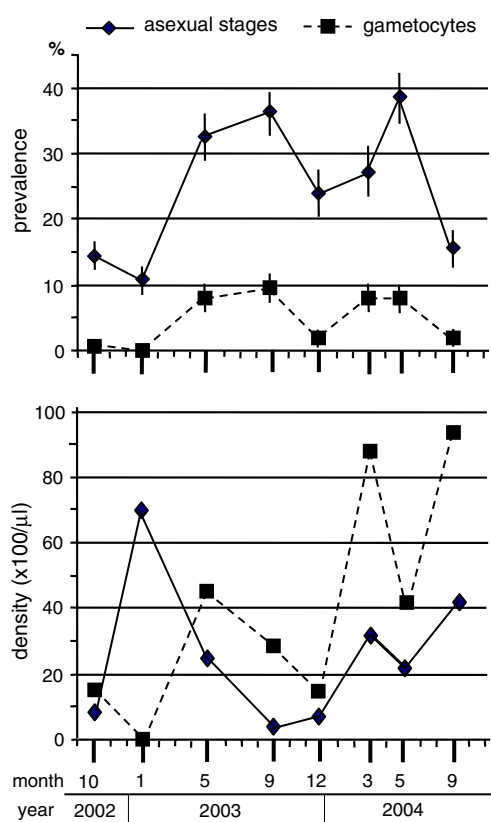 asexual stages gametocytes
%
40
30
20
10
0
prevalence
100
80
60
40
20
0
density (x100/μl)
month 10 1 5 9 12 3 5 9
year 2002 2003 2004